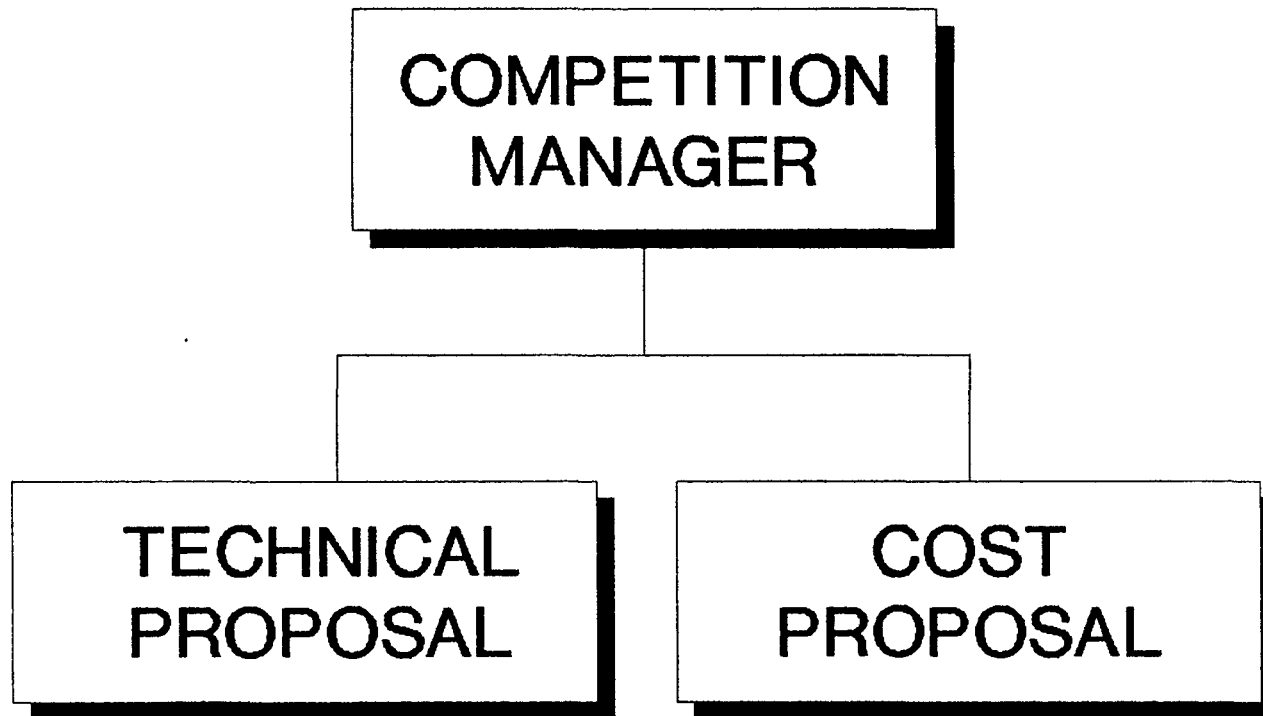 COMPETITION
MANAGER
TECHNICAL
PROPOSAL
COST
PROPOSAL